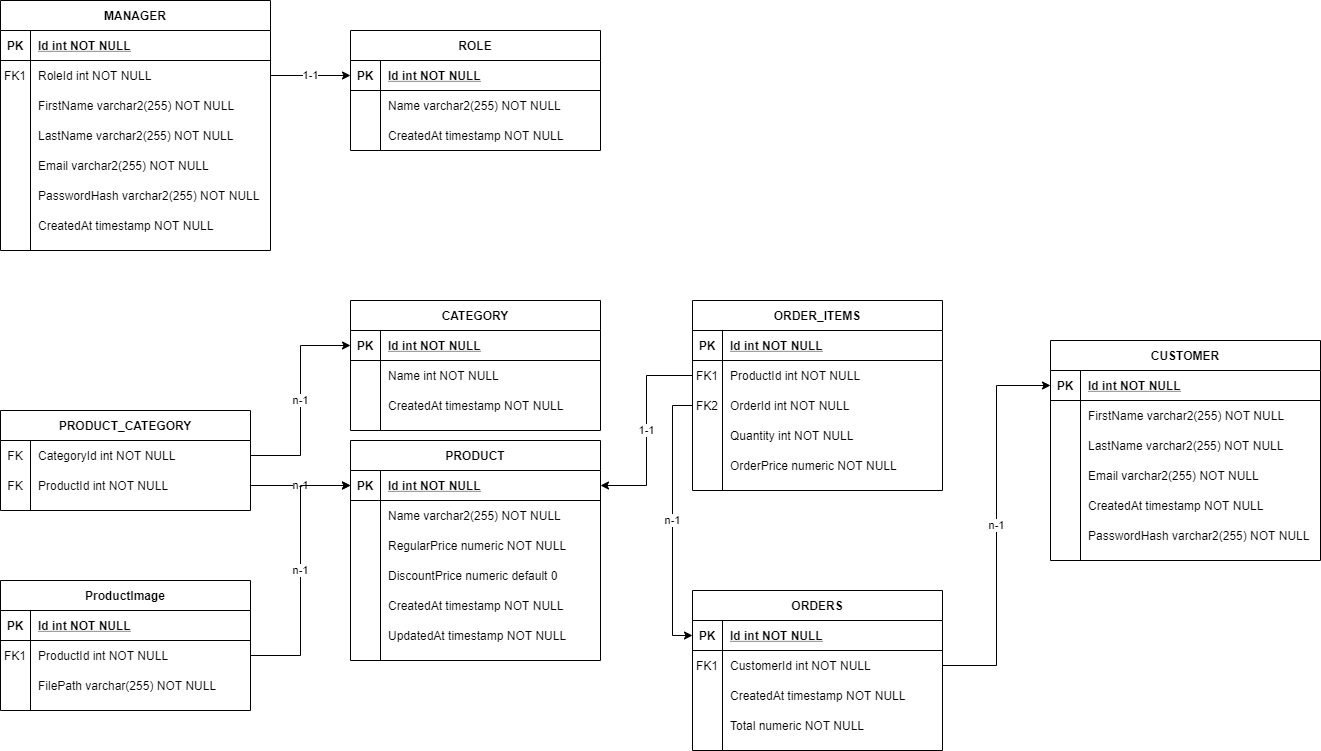 MANAGER
PK Id int NOT NULL
FK1 RoleId int NOT NULL
FirstName varchar2(255) NOT NULL
LastName varchar2(255) NOT NULL
Email varchar2(255) NOT NULL
PasswordHash varchar2(255) NOT NULL
CreatedAt timestamp NOT NULL
1-1
ROLE
PK Id int NOT NULL
Name varchar2(255) NOT NULL
CreatedAt timestamp NOT NULL
CATEGORY
PK Id int NOT NULL
Name int NOT NULL
CreatedAt timestamp NOT NULL
n-1
PRODUCT_CATEGORY
FK CategoryId int NOT NULL
FK ProductId int NOT NULL
n-1
PRODUCT
PK Id int NOT NULL
Name varchar2(255) NOT NULL
RegularPrice numeric NOT NULL
DiscountPrice numeric default 0
CreatedAt timestamp NOT NULL
UpdatedAt timestamp NOT NULL
n-1
ProductImage
PK Id int NOT NULL
FK1 ProductId int NOT NULL
FilePath varchar(255) NOT NULL
ORDER_ITEMS
PK Id int NOT NULL
FK1 ProductId int NOT NULL
FK2 OrderId int NOT NULL
Quantity int NOT NULL
OrderPrice numeric NOT NULL
1-1
n-1
ORDERS
PK Id int NOT NULL
FK1 CustomerId int NOT NULL
CreatedAt timestamp NOT NULL
Total numeric NOT NULL
n-1
CUSTOMER
PK Id int NOT NULL
FirstName varchar2(255) NOT NULL
LastName varchar2(255) NOT NULL
Email varchar2(255) NOT NULL
CreatedAt timestamp NOT NULL
PasswordHash varchar2(255) NOT NULL